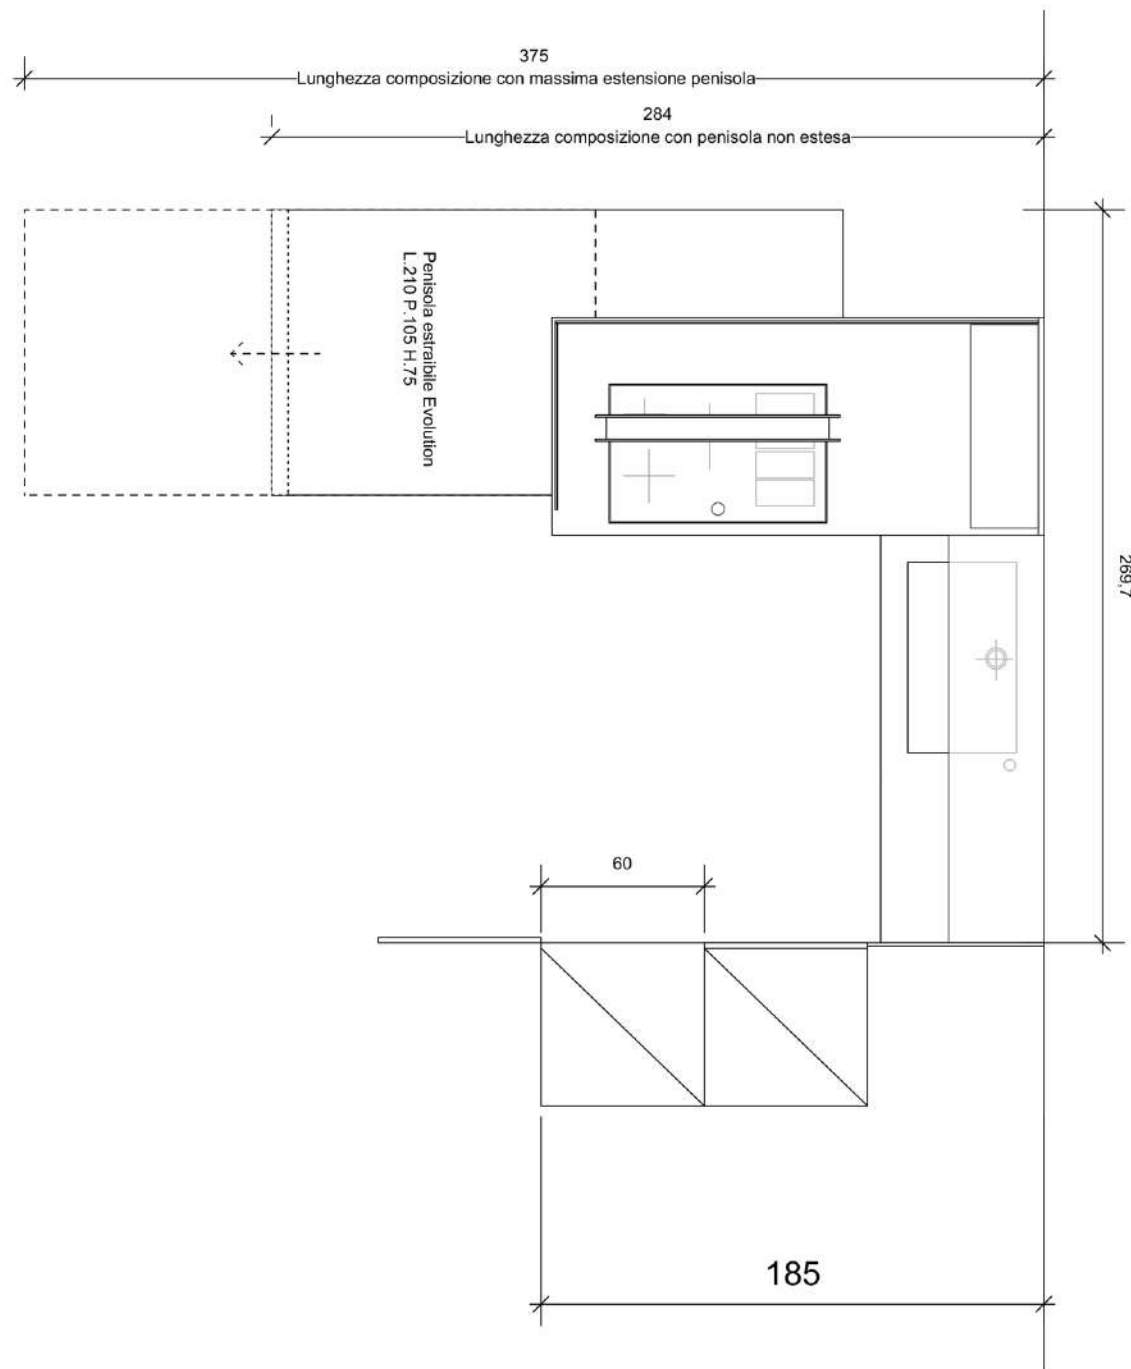 375
Lunghezza composizione con massima estensione penisola
284
Lunghezza composizione con penisola non estesa
Penisola estraibile Evolution
L.210 P.105 H.75
269,7
60
185